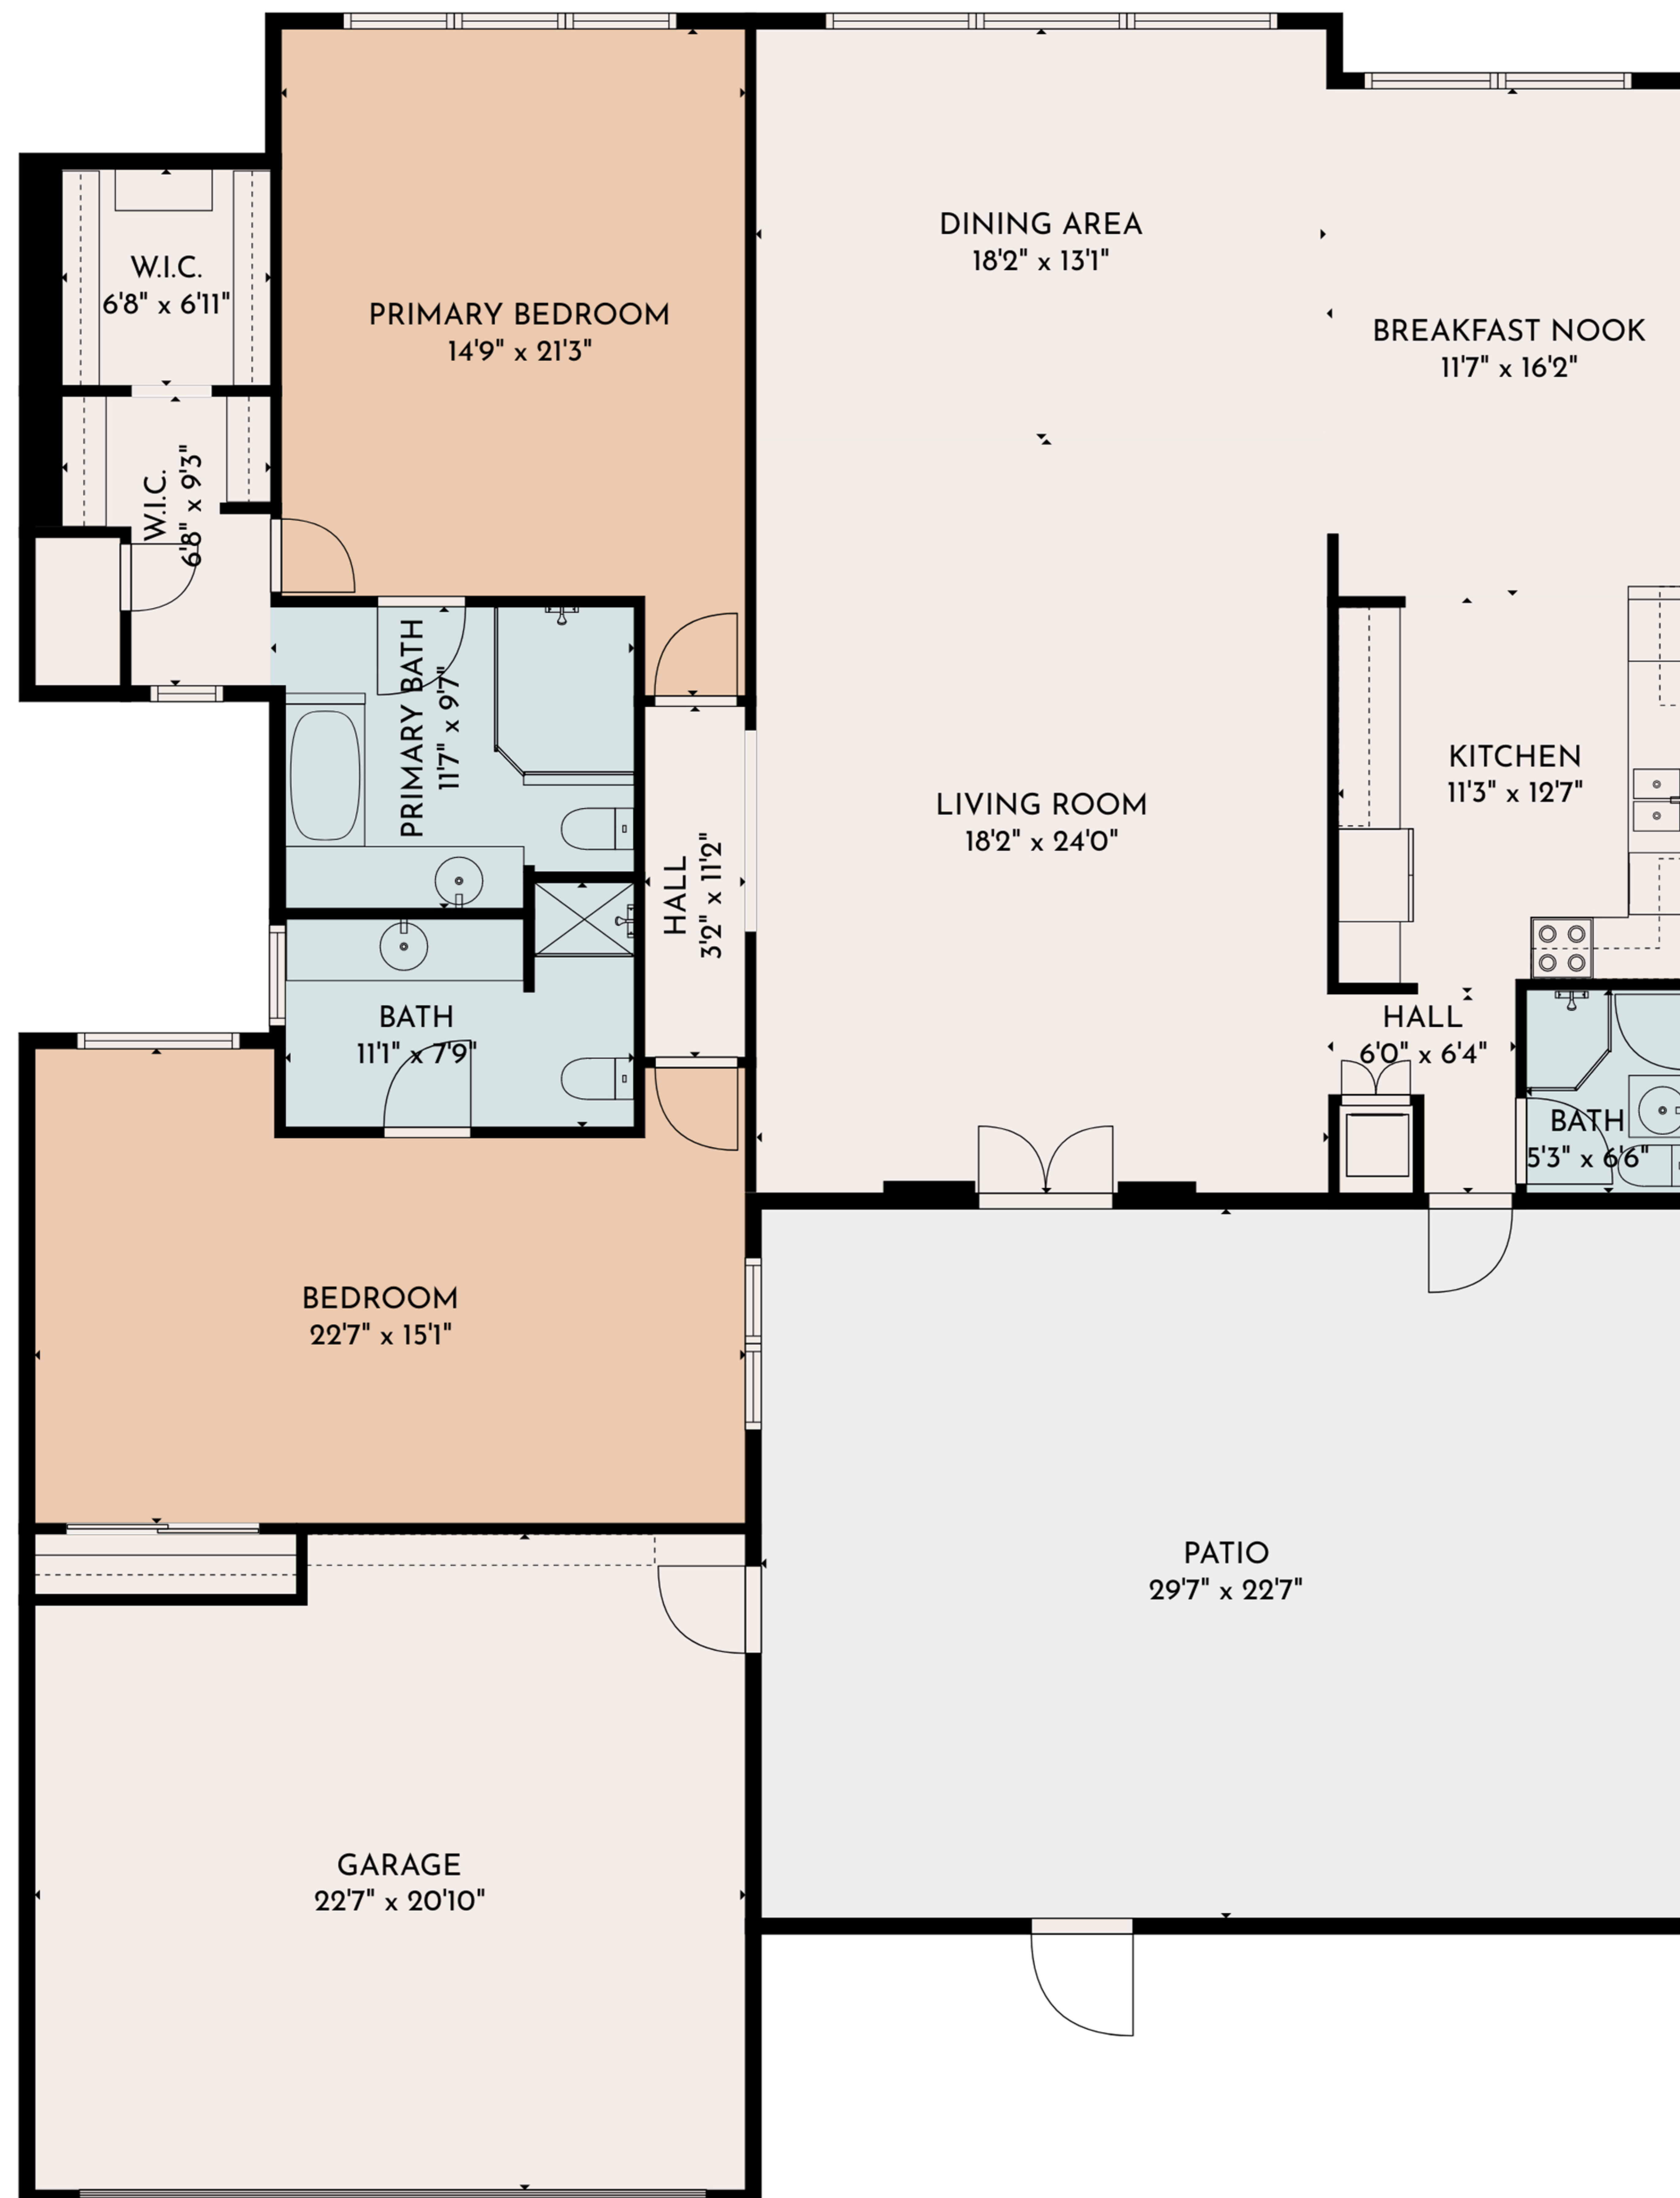 DINING AREA
18'2" x 13'1"
W.I.C.
6'8" x 6'11"
PRIMARY BEDROOM
14'9" x 21'3"
BREAKFAST NOOK
11'7" x 16'2"
W.I.C.
6'8" x 9'3"
PRIMARY BATH
11'7" x 9'7"
KITCHEN
11'3" x 12'7"
LIVING ROOM
18'2" x 24'0"
HALL
3'2" x 11'2"
BATH
11'1" x 7'9"
HALL
6'0" x 6'4"
BATH
5'3" x 6'6"
BEDROOM
22'7" x 15'1"
PATIO
29'7" x 22'7"
GARAGE
22'7" x 20'10"